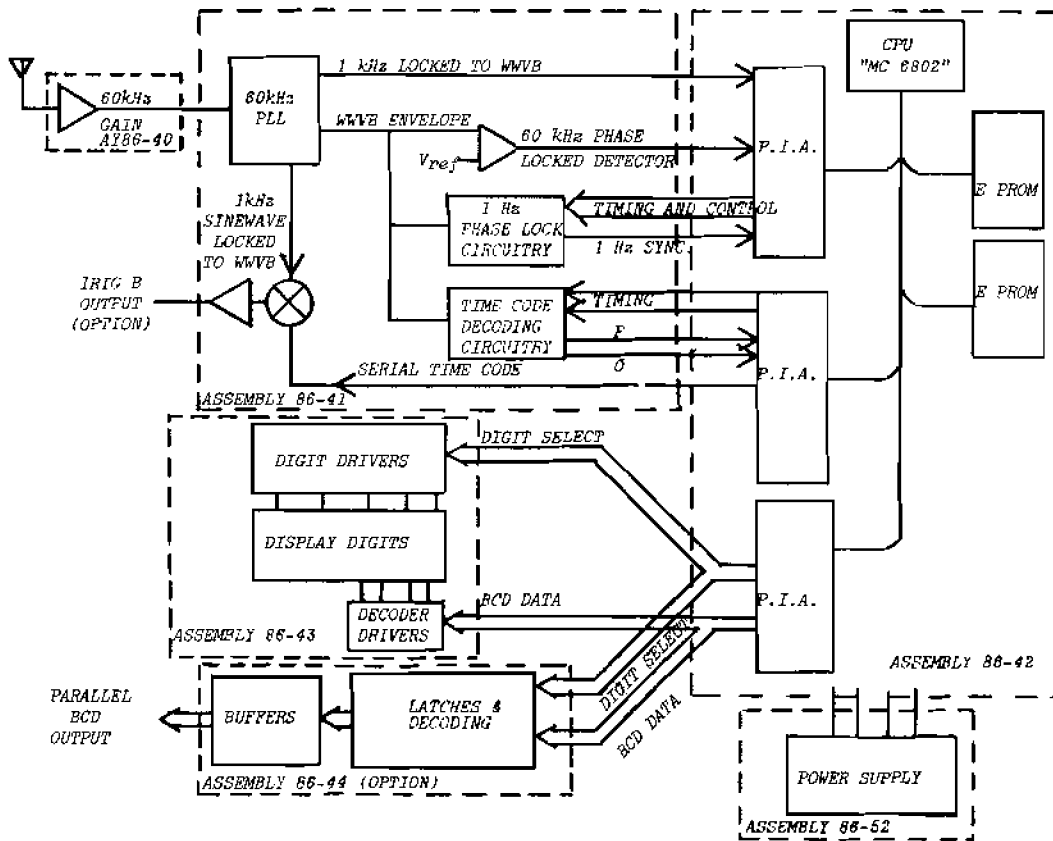 60kHz
GAIN
A186-40
60kHz
PLL
1 kHz LOCKED TO WWVB
WWVB ENVELOPE
Vref
60 kHz PHASE
LOCKED DETECTOR
P.I.A.
CPU
"MC 6802"
E PROM
E PROM
1kHz
SINEWAVE
LOCKED
TO WWVB
1 Hz
PHASE LOCK
CIRCUITRY
TIMING AND CONTROL
1 Hz SYNC.
IRIG B
OUTPUT
(OPTION)
TIME CODE
DECODING
CIRCUITRY
TIMING
P
O
SERIAL TIME CODE
P.I.A.
ASSEMBLY 86-41
DIGIT DRIVERS
DIGIT SELECT
DISPLAY DIGITS
DECODER
DRIVERS
BCD DATA
P.I.A.
ASSEMBLY 86-43
DIGIT SELECT
BCD DATA
ASSEMBLY 86-42
PARALLEL
BCD
OUTPUT
BUFFERS
LATCHES &
DECODING
ASSEMBLY 86-44 (OPTION)
POWER SUPPLY
ASSEMBLY 86-52